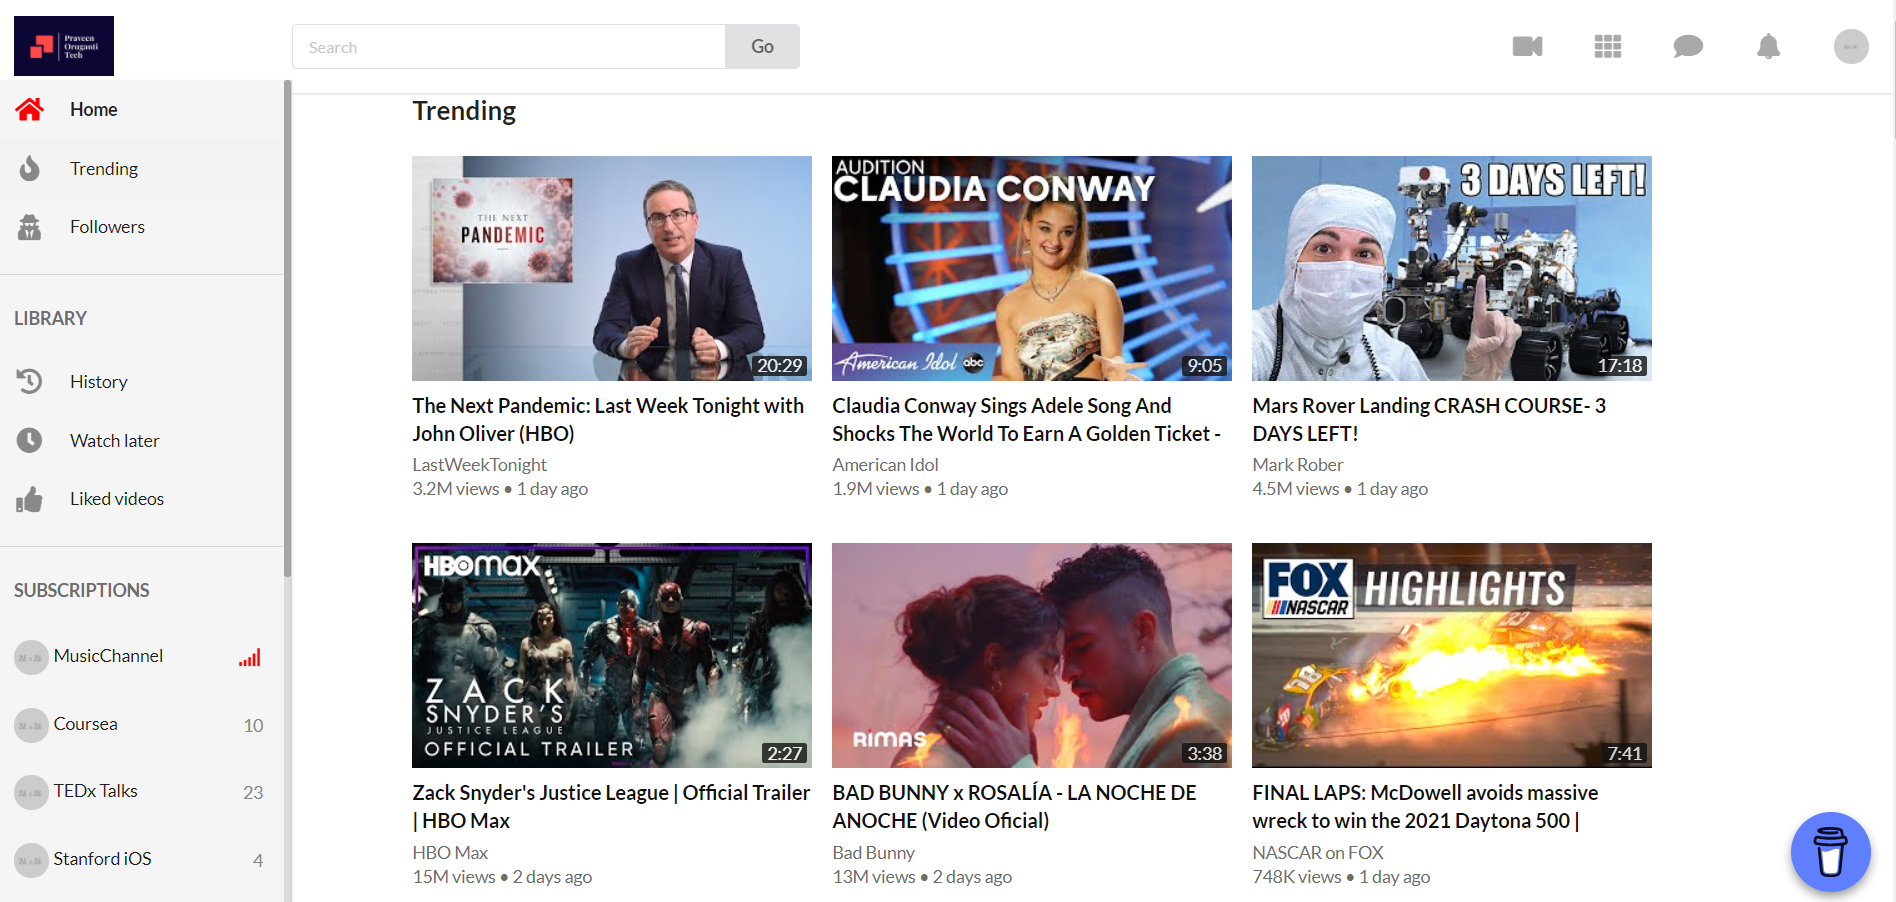 Praveen
Oruganti
Tech
Search
Go
Home
Trending
Followers
LIBRARY
History
Watch later
Liked videos
SUBSCRIPTIONS
MusicChannel
Coursea
10
TEDx Talks
23
Stanford iOS
4
Trending
THE NEXT
PANDEMIC
20:29
The Next Pandemic: Last Week Tonight with
John Oliver (HBO)
LastWeekTonight
3.2M views • 1 day ago
AUDITION
CLAUDIA CONWAY
American Idol abc
9:05
Claudia Conway Sings Adele Song And
Shocks The World To Earn A Golden Ticket -
American Idol
1.9M views • 1 day ago
3 DAYS LEFT!
17:18
Mars Rover Landing CRASH COURSE- 3
DAYS LEFT!
Mark Rober
4.5M views • 1 day ago
HBOMAX
ZACK
SNYDER'S
JUSTICE LEAGUE
OFFICIAL TRAILER
2:27
Zack Snyder's Justice League | Official Trailer
| HBO Max
HBO Max
15M views • 2 days ago
RIMAS
3:38
BAD BUNNY x ROSALÍA - LA NOCHE DE
ANOCHE (Video Oficial)
Bad Bunny
13M views • 2 days ago
FOX
NASCAR
HIGHLIGHTS
7:41
FINAL LAPS: McDowell avoids massive
wreck to win the 2021 Daytona 500 |
NASCAR on FOX
748K views • 1 day ago